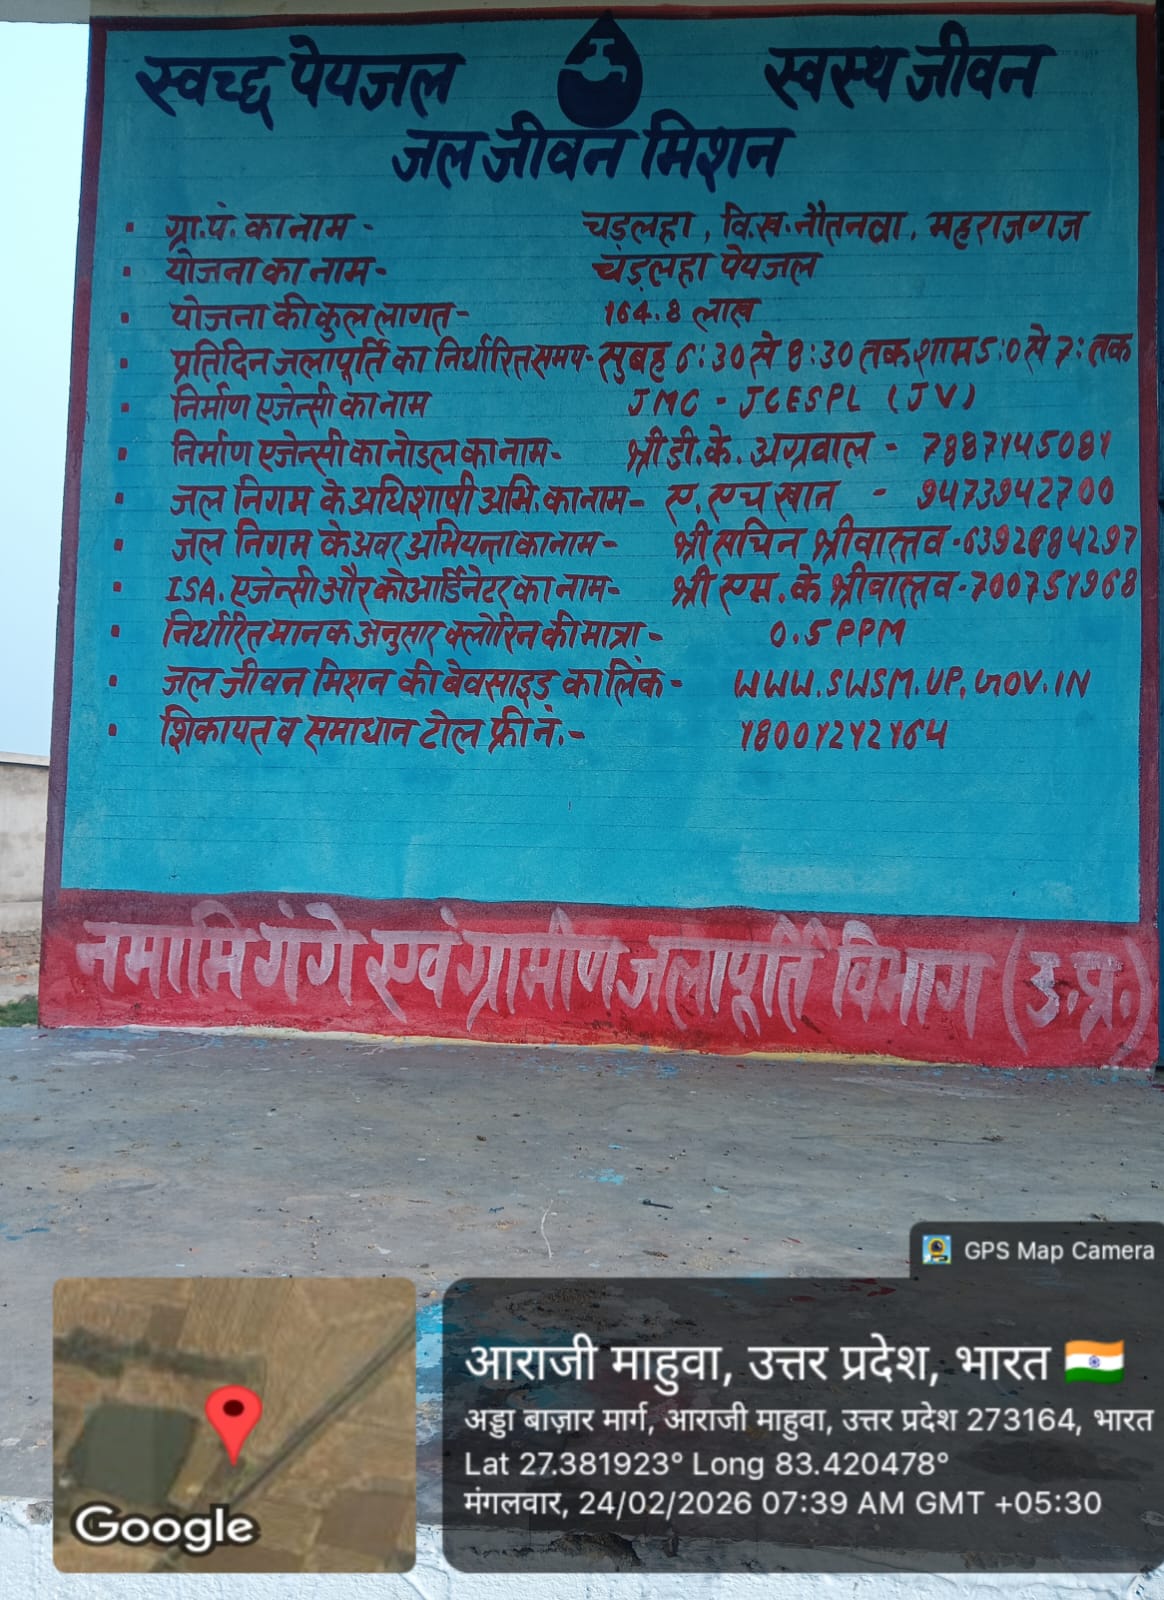 स्वच्छ पेयजल स्वस्थ जीवन
जल जीवन मिशन
ग्रा.पं. का नाम - चड़लहा, वि.ख. नौतनवा, महराजगंज
योजना का नाम - चड़लहा पेयजल
योजना की कुल लागत - 164.8 लाख
प्रतिदिन जलापूर्ति का निर्धारित समय - सुबह 6:30 से 8:30 तक शाम 5:0 से 7: तक
निर्माण एजेन्सी का नाम JMC - JCESPL (JV)
निर्माण एजेन्सी का नोडल का नाम - श्री डी.के. अग्रवाल - 7887145081
जल निगम के अधिशाषी अभि. का नाम - ए. एच खान - 9473942700
जल निगम के अवर अभियन्ता का नाम - श्री सचिन श्रीवास्तव - 6392884297
ISA. एजेन्सी और कोआर्डिनेटर का नाम - श्री एम. के श्रीवास्तव - 700751968
निर्धारित मानक अनुसार क्लोरिन की मात्रा - 0.5 PPM
जल जीवन मिशन की बेवसाइड का लिंक - WWW.SWSM.UP.GOV.IN
शिकायत व समाधान टोल फ्री नं.- 18001212164
नमामि गंगे एवं ग्रामीण जलापूर्ति विभाग (उ.प्र.)
GPS Map Camera
आराजी माहुवा, उत्तर प्रदेश, भारत
अड्डा बाज़ार मार्ग, आराजी माहुवा, उत्तर प्रदेश 273164, भारत
Lat 27.381923° Long 83.420478°
मंगलवार, 24/02/2026 07:39 AM GMT +05:30
Google